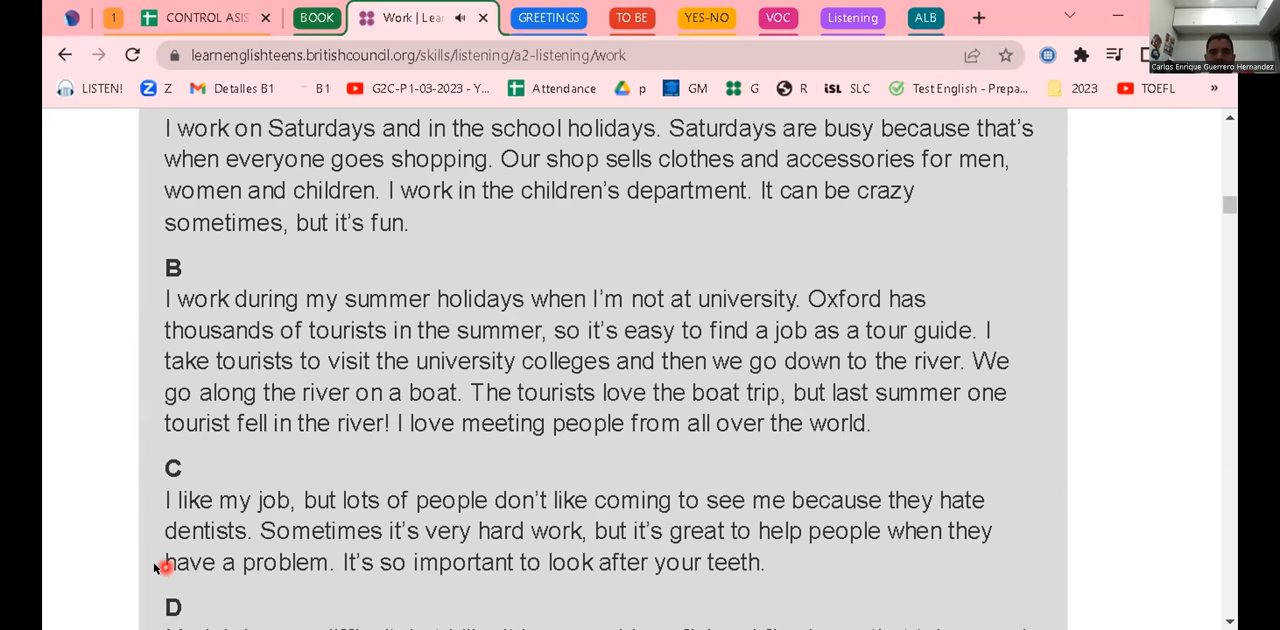 1
CONTROL ASIS
BOOK
Work | Lear
GREETINGS
TO BE
YES-NO
VOC
Listening
ALB
learnenglishteens.britishcouncil.org/skills/listening/a2-listening/work
Carlos Enrique Guerrero Hernandez
LISTEN!
Z
Detalles B1
B1
G2C-P1-03-2023 - Y...
Attendance
p
GM
G
R
iSL
SLC
Test English - Prepa...
2023
TOEFL
»
I work on Saturdays and in the school holidays. Saturdays are busy because that's
when everyone goes shopping. Our shop sells clothes and accessories for men,
women and children. I work in the children's department. It can be crazy
sometimes, but it's fun.
B
I work during my summer holidays when I'm not at university. Oxford has
thousands of tourists in the summer, so it's easy to find a job as a tour guide. I
take tourists to visit the university colleges and then we go down to the river. We
go along the river on a boat. The tourists love the boat trip, but last summer one
tourist fell in the river! I love meeting people from all over the world.
C
I like my job, but lots of people don't like coming to see me because they hate
dentists. Sometimes it's very hard work, but it's great to help people when they
have a problem. It's so important to look after your teeth.
D